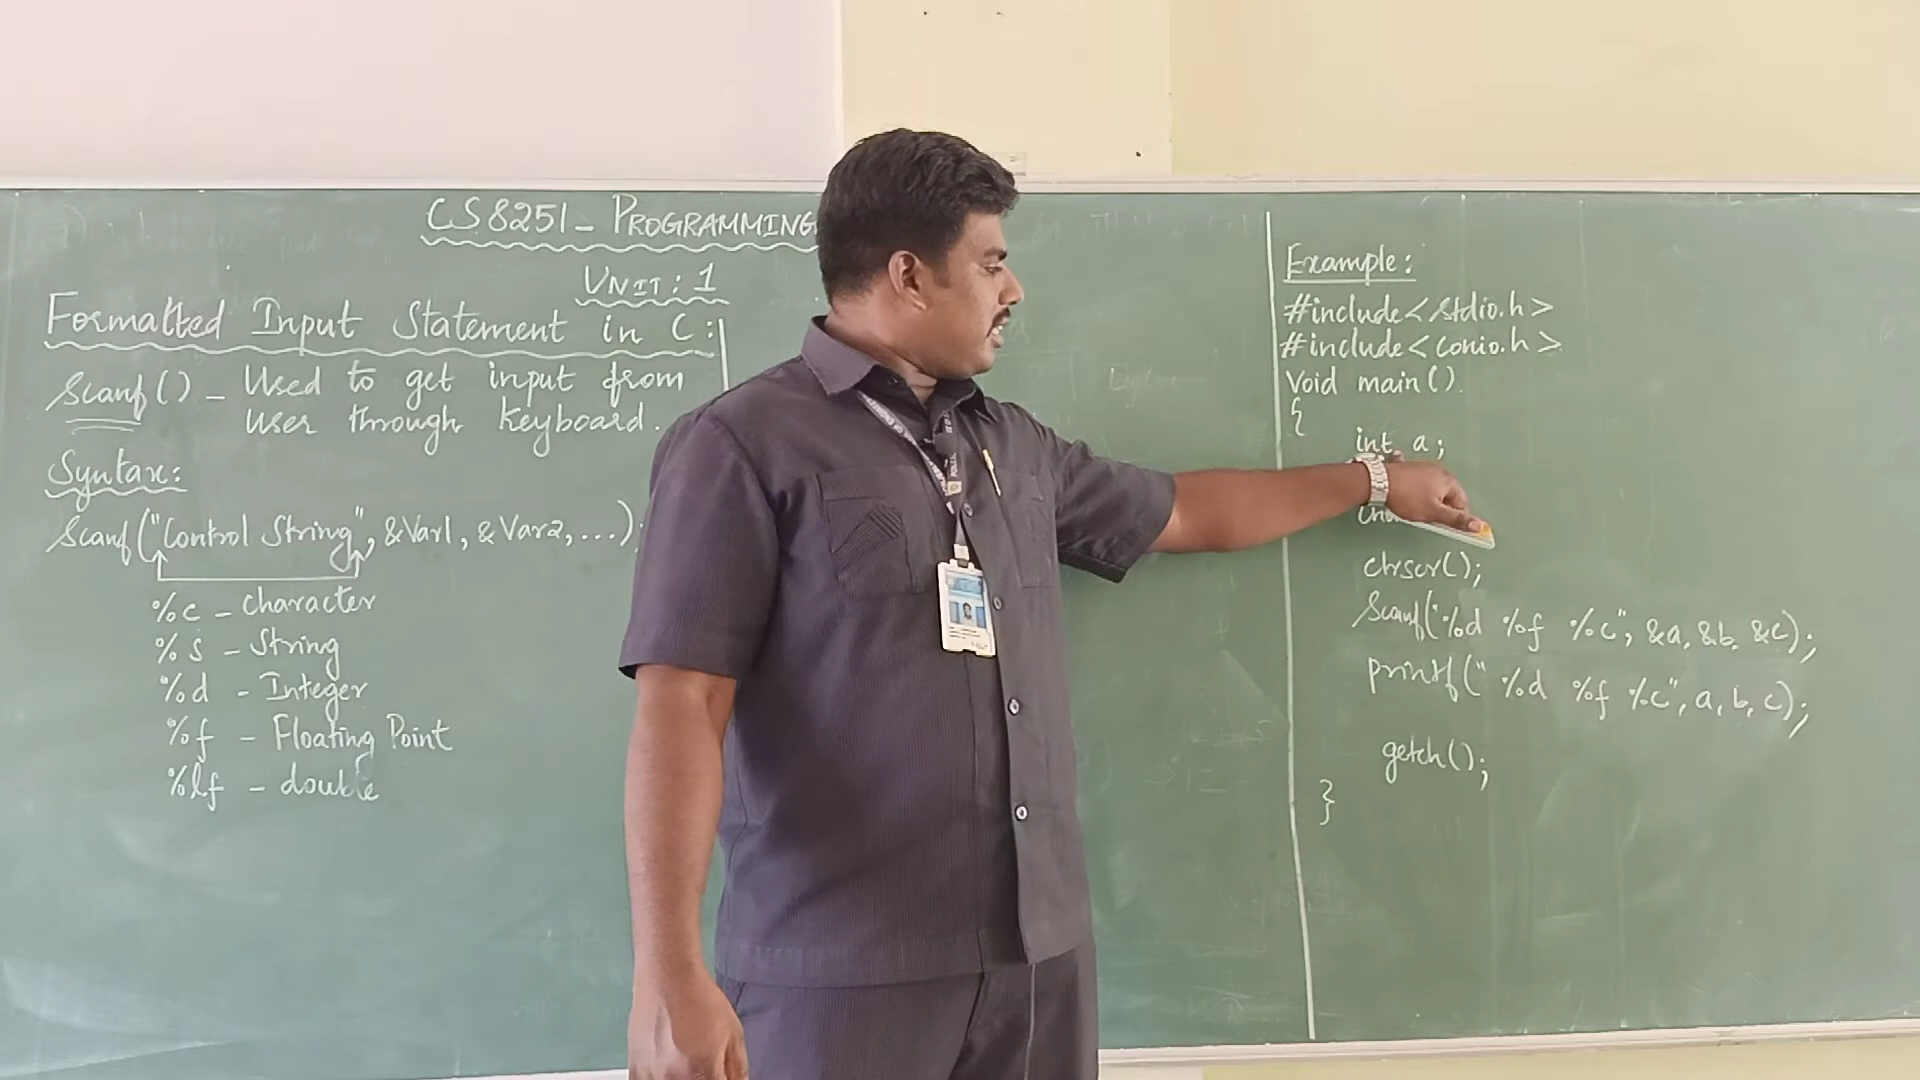 CS8251 - PROGRAMMING
UNIT : 1
Formatted Input Statement in C :
Scanf() - Used to get input from
User through Keyboard.
Syntax:
Scanf("Control String", &Var1, &Var2, ...);
%c - Character
%s - String
%d - Integer
%f - Floating Point
%lf - double
Example :
#include<stdio.h>
#include<conio.h>
Void main()
{
int a;
clrscr();
Scanf("%d %f %c", &a, &b, &c);
printf(" %d %f %c", a, b, c);
getch();
}